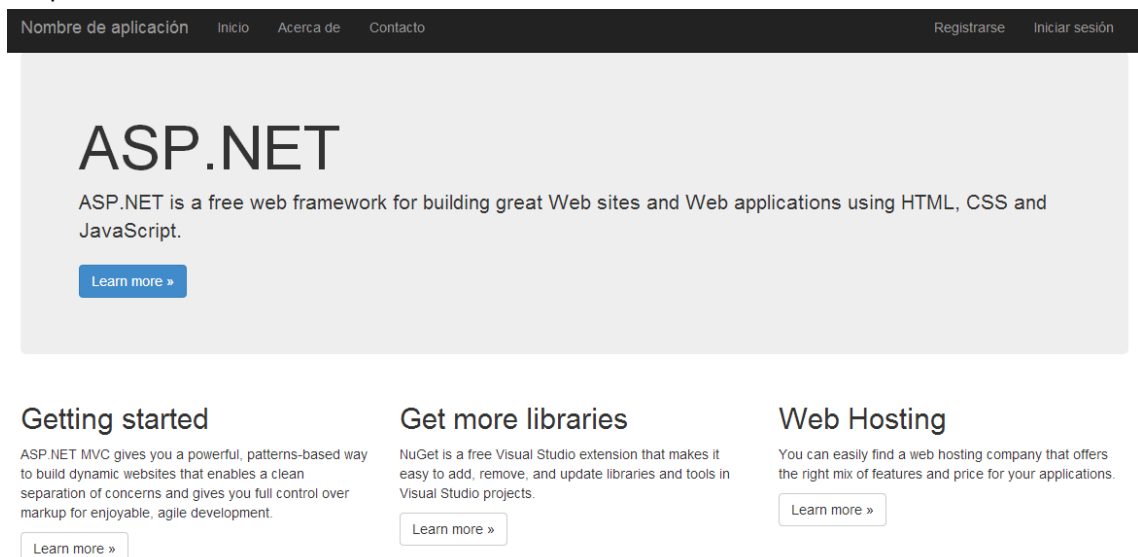 Nombre de aplicación Inicio Acerca de Contacto Registrarse Iniciar sesión
ASP.NET
ASP.NET is a free web framework for building great Web sites and Web applications using HTML, CSS and
JavaScript.
Learn more »
Getting started
ASP.NET MVC gives you a powerful, patterns-based way
to build dynamic websites that enables a clean
separation of concerns and gives you full control over
markup for enjoyable, agile development.
Learn more »
Get more libraries
NuGet is a free Visual Studio extension that makes it
easy to add, remove, and update libraries and tools in
Visual Studio projects.
Learn more »
Web Hosting
You can easily find a web hosting company that offers
the right mix of features and price for your applications.
Learn more »